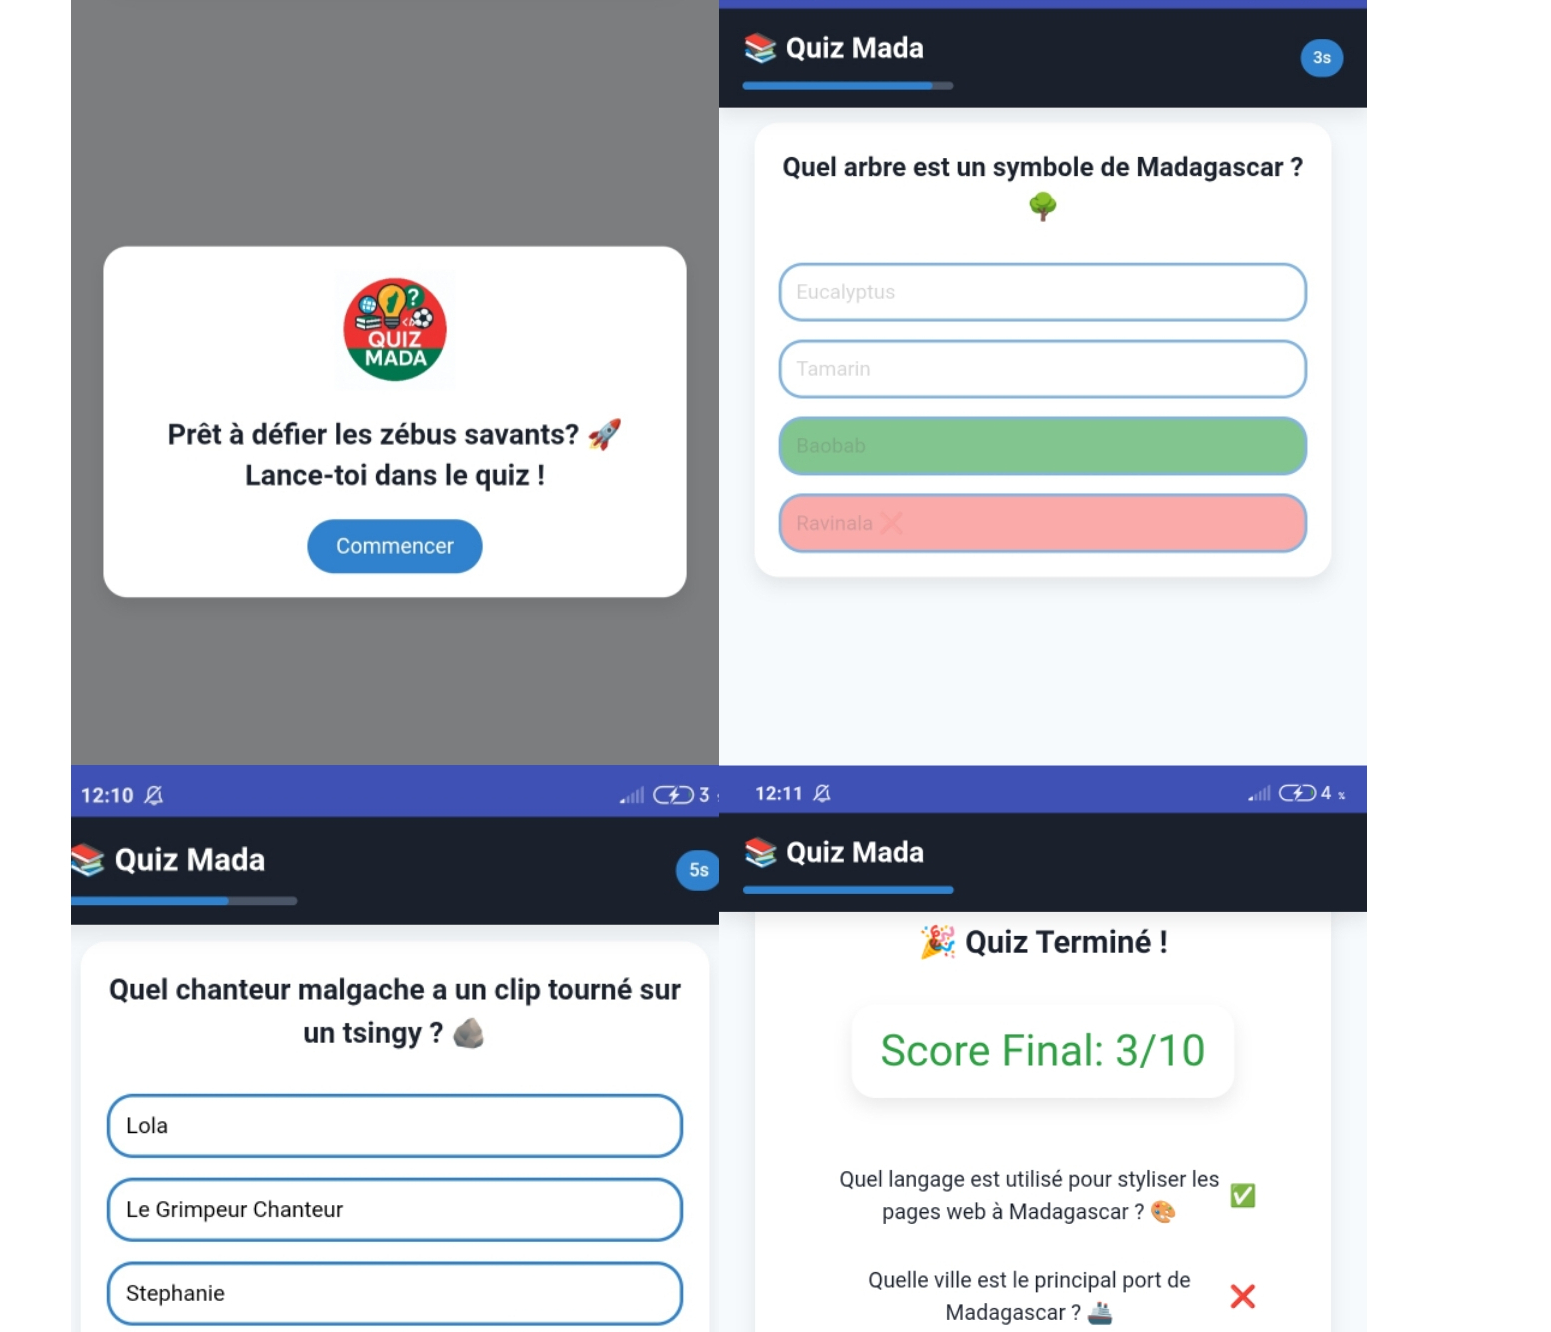 QUIZ
MADA
Prêt à défier les zébus savants? 🚀
Lance-toi dans le quiz !
Commencer
📚 Quiz Mada
3s
Quel arbre est un symbole de Madagascar ?
🌳
Eucalyptus
Tamarin
Baobab
Ravinala ❌
12:10
3
📚 Quiz Mada
5s
Quel chanteur malgache a un clip tourné sur
un tsingy ? 🪨
Lola
Le Grimpeur Chanteur
Stephanie
12:11
4 %
📚 Quiz Mada
🎉 Quiz Terminé !
Score Final: 3/10
Quel langage est utilisé pour styliser les
pages web à Madagascar ? 🎨 ✅
Quelle ville est le principal port de
Madagascar ? 🚢 ❌